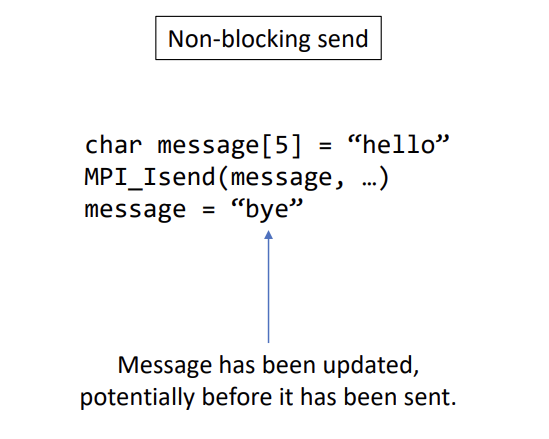 Non-blocking send
char message[5] = “hello”
MPI_Isend(message, …)
message = “bye”
Message has been updated,
potentially before it has been sent.